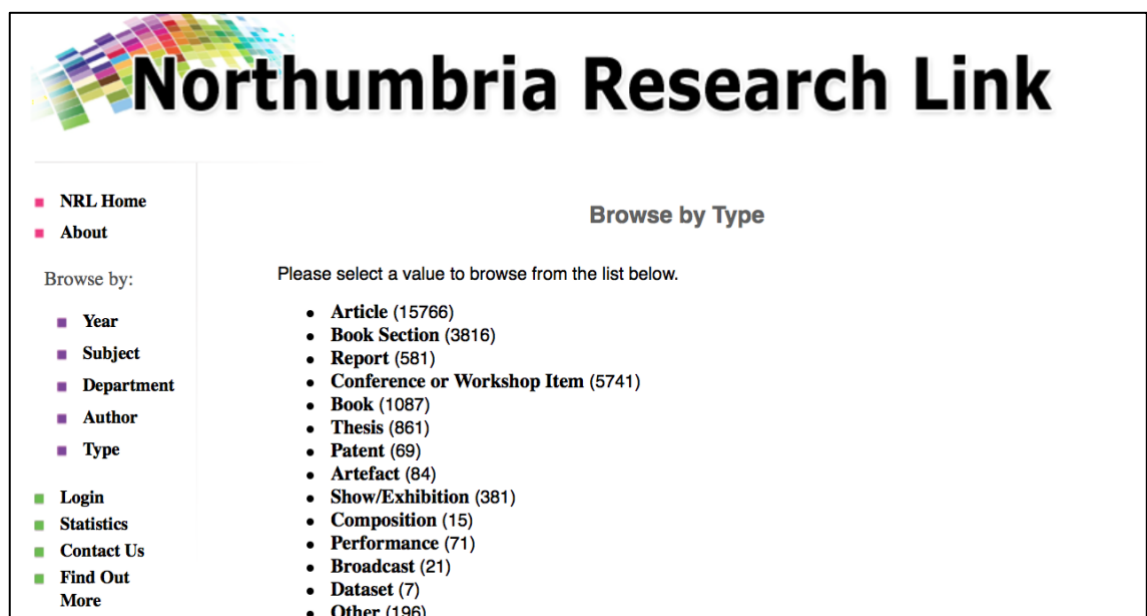 Northumbria Research Link
NRL Home
About
Browse by:
Year
Subject
Department
Author
Type
Login
Statistics
Contact Us
Find Out
More
Browse by Type
Please select a value to browse from the list below.
Article (15766)
Book Section (3816)
Report (581)
Conference or Workshop Item (5741)
Book (1087)
Thesis (861)
Patent (69)
Artefact (84)
Show/Exhibition (381)
Composition (15)
Performance (71)
Broadcast (21)
Dataset (7)
Other (196)